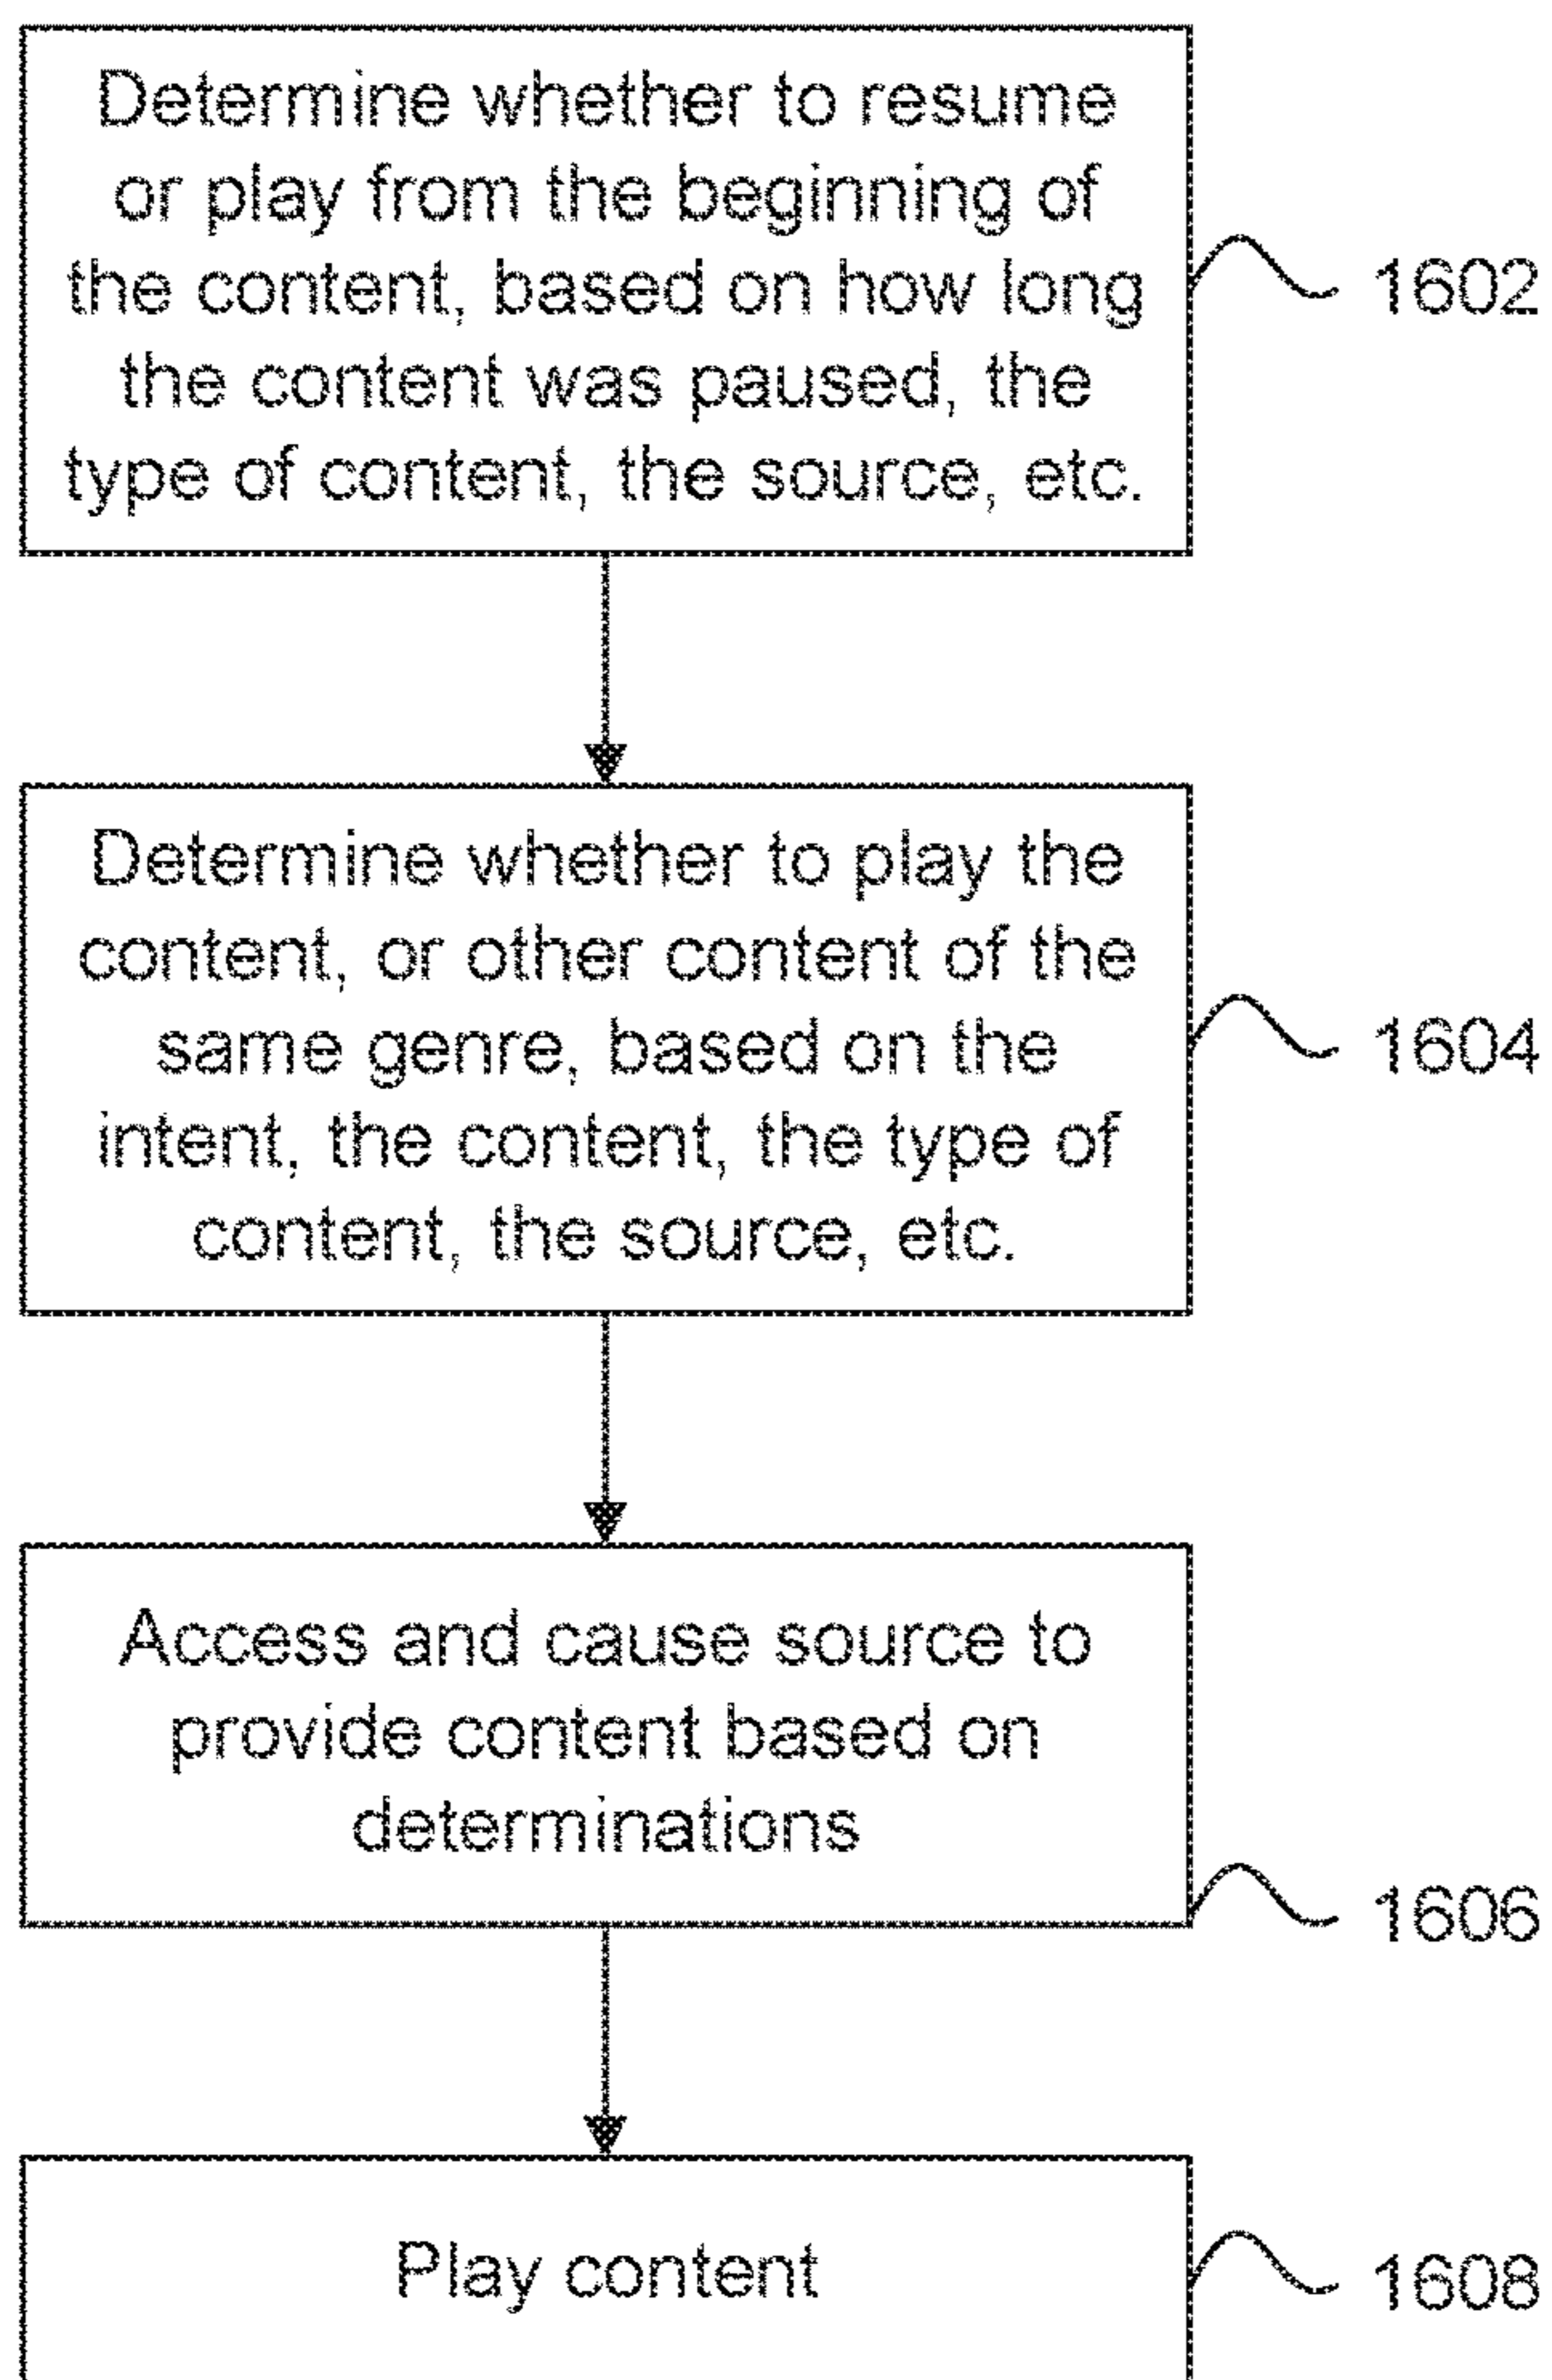 Determine whether to resume
or play from the beginning of
the content, based on how long
the content was paused, the
type of content, the source, etc.
1602
Determine whether to play the
content, or other content of the
same genre, based on the
intent, the content, the type of
content, the source, etc.
1604
Access and cause source to
provide content based on
determinations
1606
Play content
1608